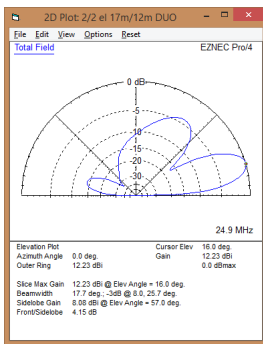 2D Plot: 2/2 el 17m/12m DUO
File Edit View Options Reset
Total Field EZNEC Pro/4
0 dB
-5
-10
-15
-20
-30
24.9 MHz
Elevation Plot Cursor Elev 16.0 deg.
Azimuth Angle 0.0 deg. Gain 12.23 dBi
Outer Ring 12.23 dBi 0.0 dBmax
Slice Max Gain 12.23 dBi @ Elev Angle = 16.0 deg.
Beamwidth 17.7 deg.; -3dB @ 8.0, 25.7 deg.
Sidelobe Gain 8.08 dBi @ Elev Angle = 57.0 deg.
Front/Sidelobe 4.15 dB